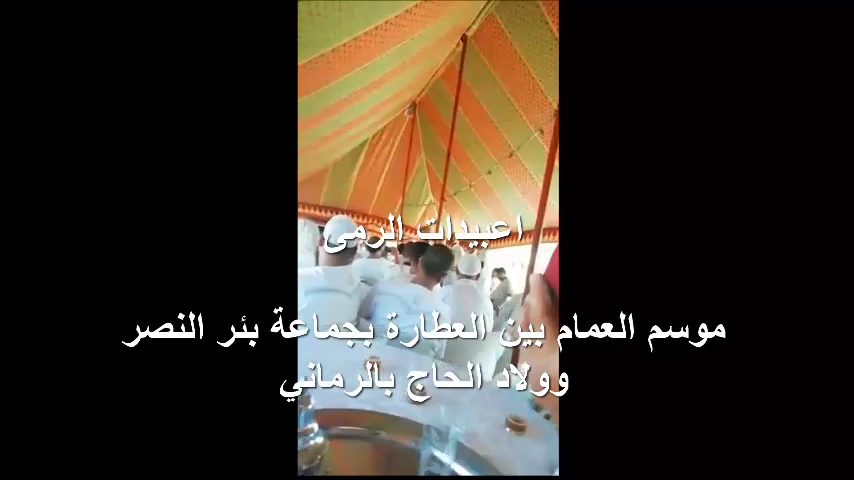 اعبيدات الرمى
موسم العمام بين العطارة بجماعة بئر النصر
وولاد الحاج بالرماني